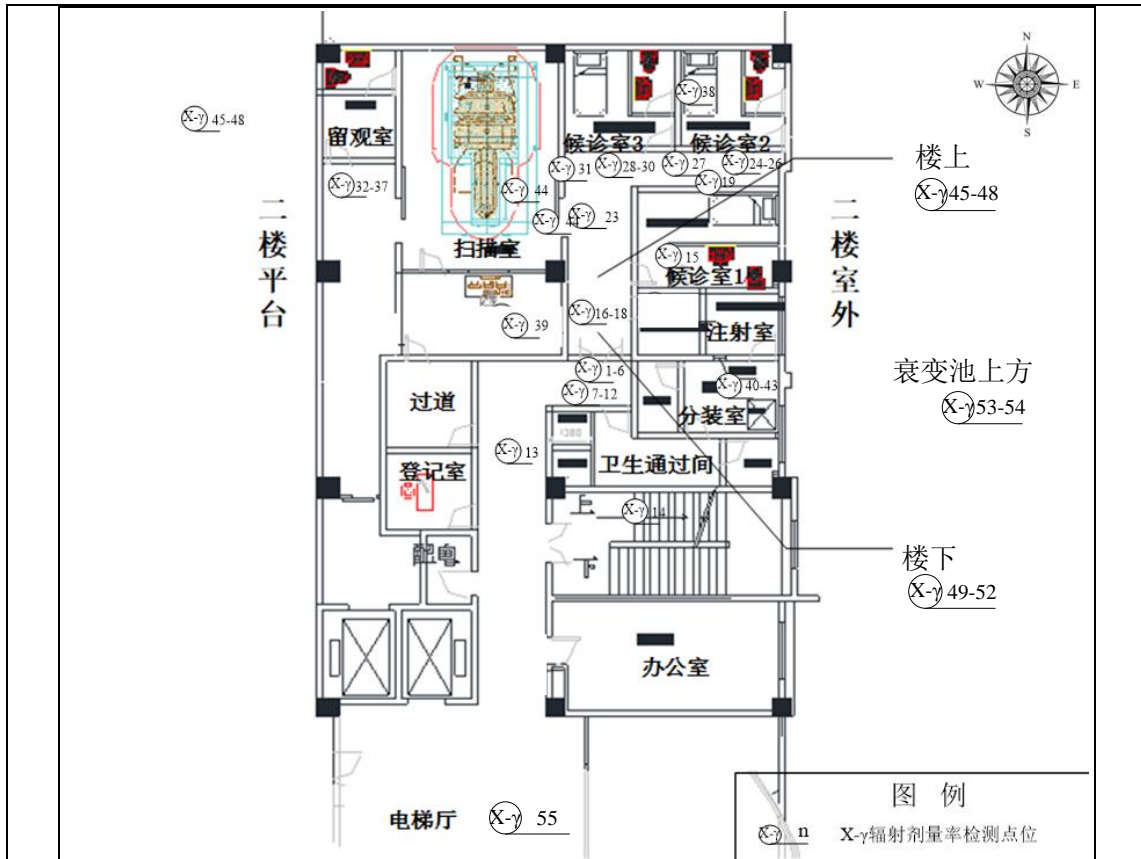 N
W
E
S
X-γ 45-48
留观室
候诊室3
X-γ 38
候诊室2
X-γ 31
X-γ 28-30
X-γ 27
X-γ 24-26
X-γ 19
楼上
X-γ 45-48
X-γ 32-37
X-γ 44
X-γ 23
扫描室
二楼平台
X-γ 15
候诊室1
二楼室外
X-γ 39
X-γ 16-18
注射室
X-γ 1-6
X-γ 7-12
X-γ 40-43
分装室
衰变池上方
X-γ 53-54
过道
X-γ 13
登记室
卫生通过间
上
X-γ 14
下
配电
楼下
X-γ 49-52
办公室
电梯厅
X-γ 55
图 例
X-γ n X-γ辐射剂量率检测点位